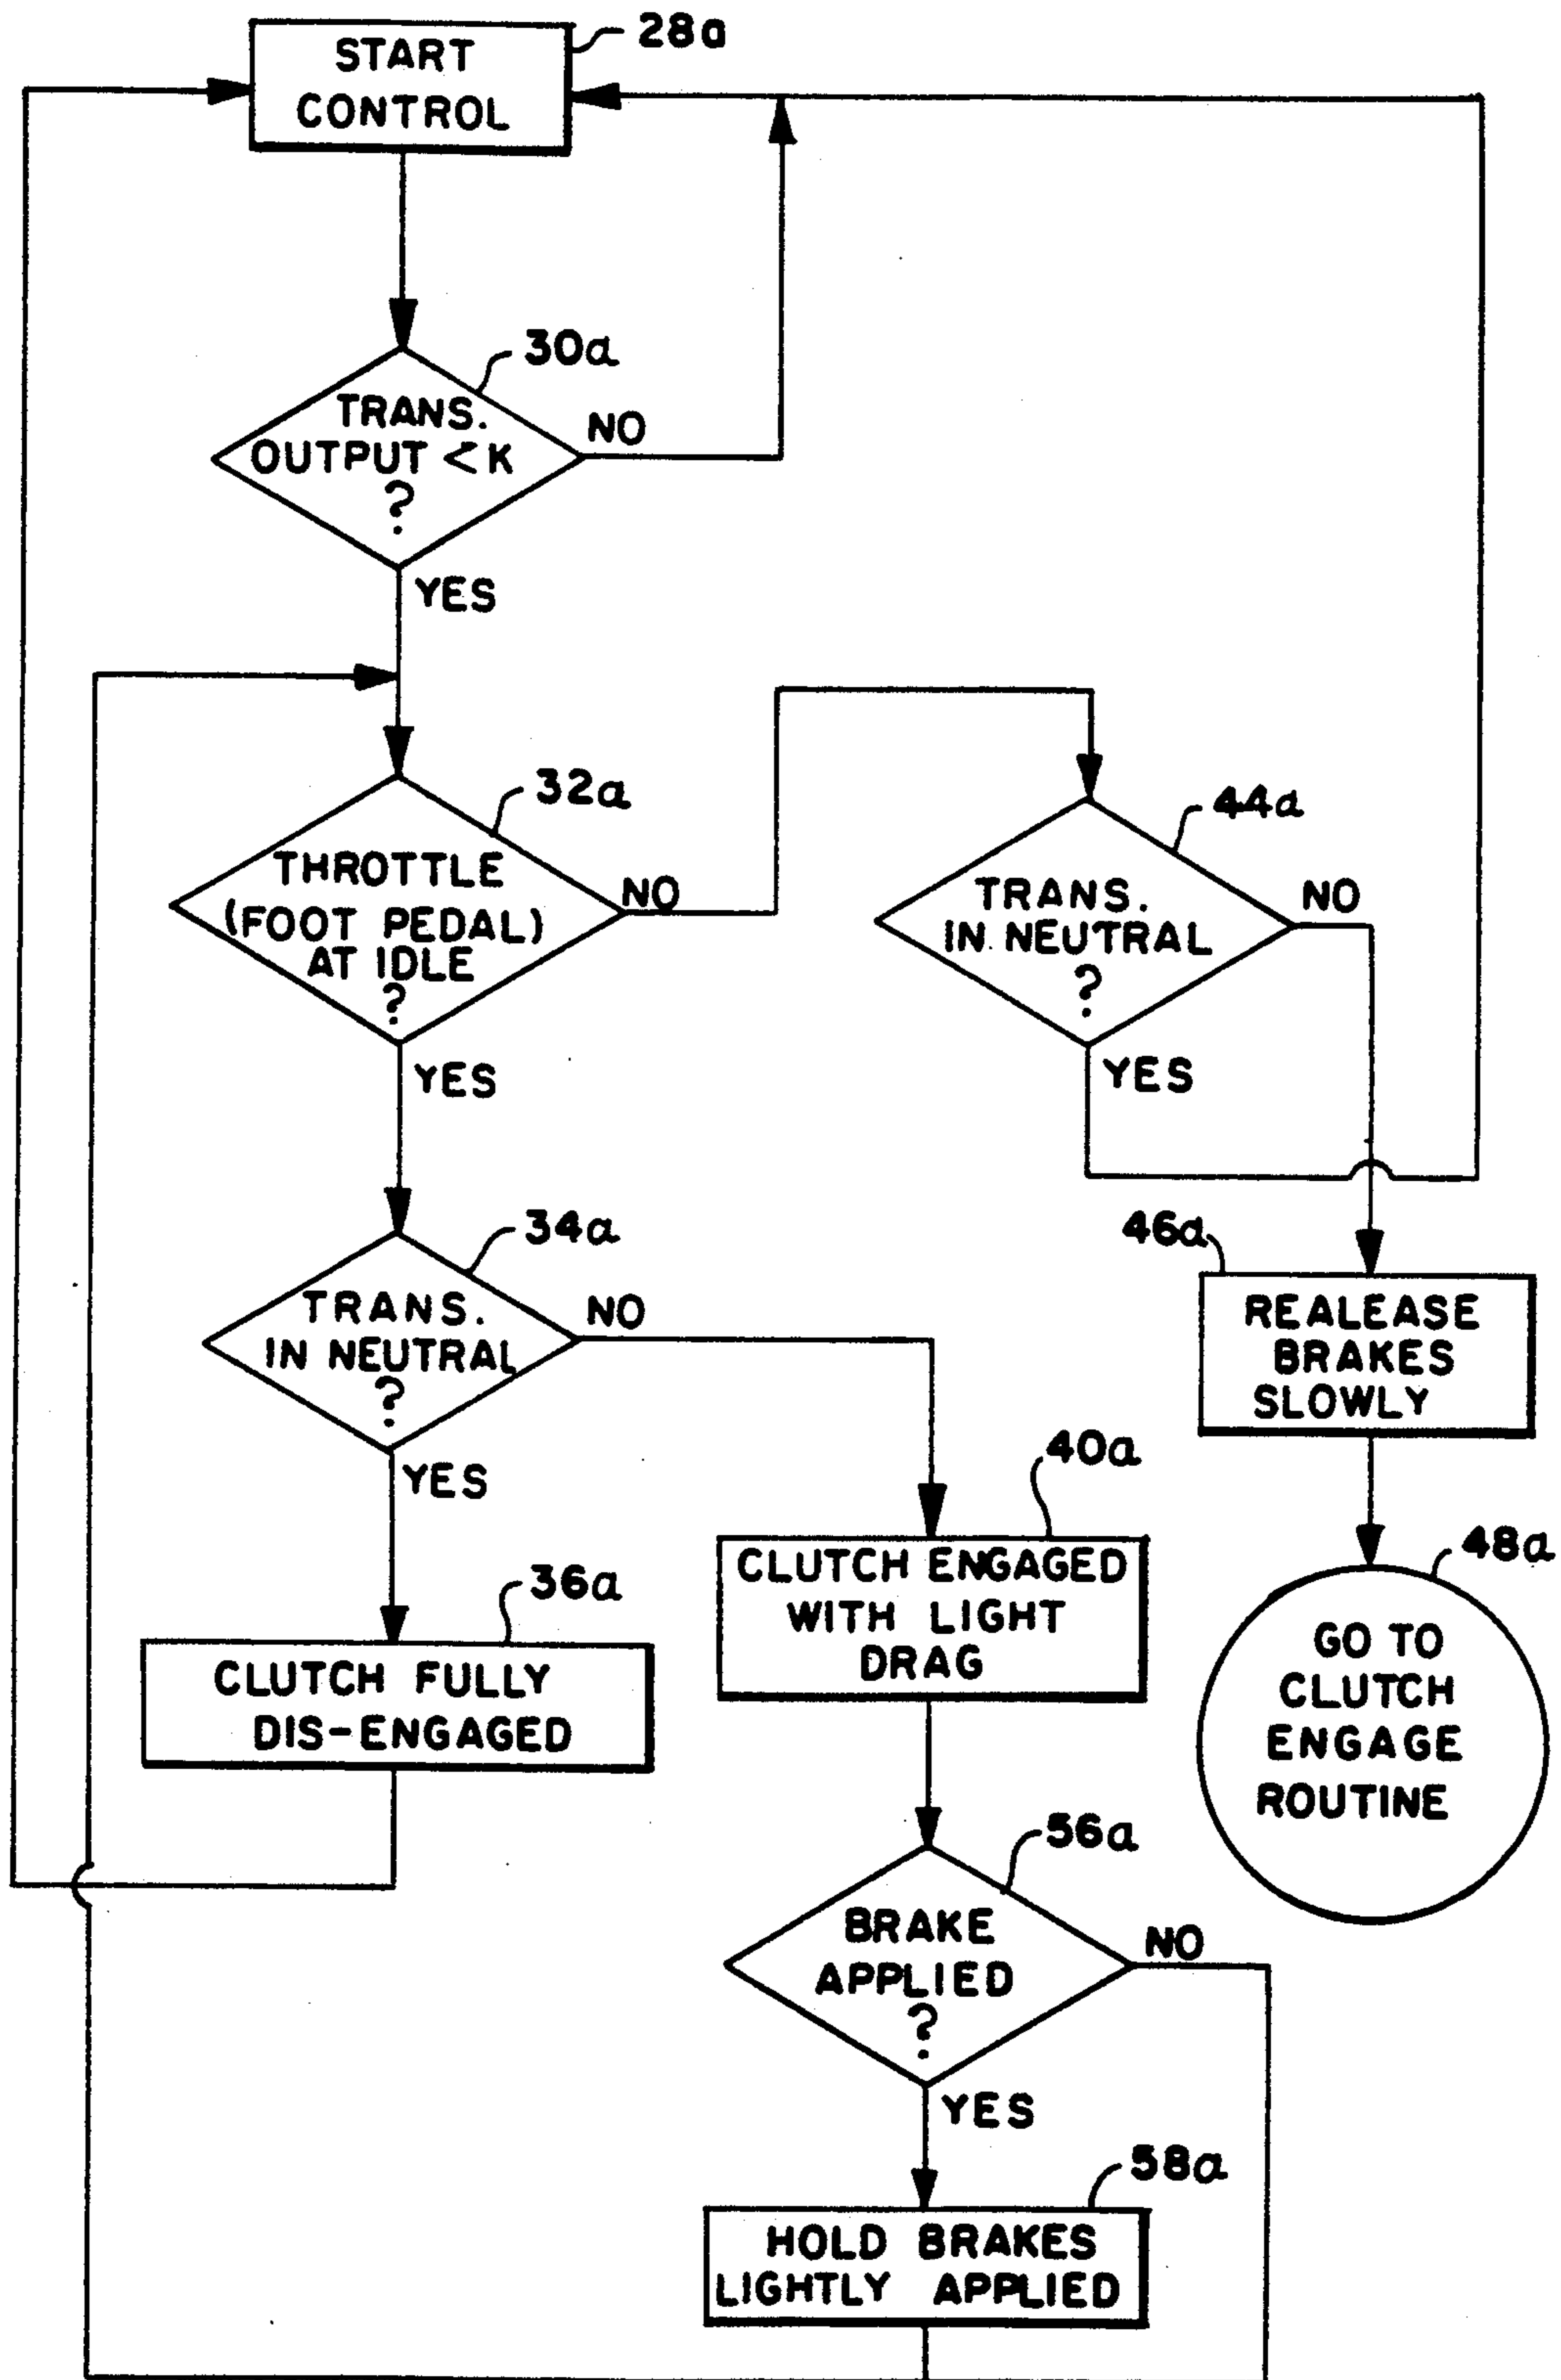 START
CONTROL
28a
30a
TRANS.
OUTPUT <K
?
NO
YES
32a
THROTTLE
(FOOT PEDAL)
AT IDLE
?
NO
YES
44a
TRANS.
IN NEUTRAL
?
NO
YES
34a
TRANS.
IN NEUTRAL
?
NO
YES
46a
REALEASE
BRAKES
SLOWLY
36a
CLUTCH FULLY
DIS-ENGAGED
40a
CLUTCH ENGAGED
WITH LIGHT
DRAG
48a
GO TO
CLUTCH
ENGAGE
ROUTINE
56a
BRAKE
APPLIED
?
NO
YES
58a
HOLD BRAKES
LIGHTLY APPLIED